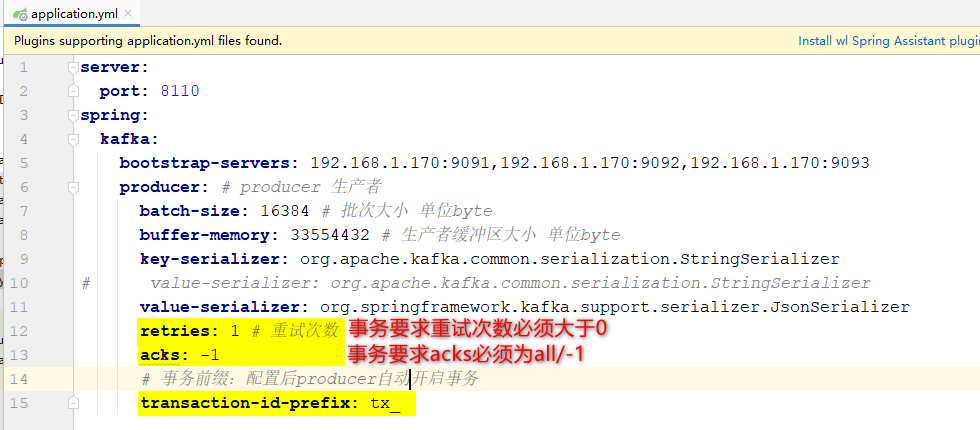 application.yml
Plugins supporting application.yml files found.
Install wl Spring Assistant plugin
1 server:
2 port: 8110
3 spring:
4 kafka:
5 bootstrap-servers: 192.168.1.170:9091,192.168.1.170:9092,192.168.1.170:9093
6 producer: # producer 生产者
7 batch-size: 16384 # 批次大小 单位byte
8 buffer-memory: 33554432 # 生产者缓冲区大小 单位byte
9 key-serializer: org.apache.kafka.common.serialization.StringSerializer
10 # value-serializer: org.apache.kafka.common.serialization.StringSerializer
11 value-serializer: org.springframework.kafka.support.serializer.JsonSerializer
12 retries: 1 # 重试次数 事务要求重试次数必须大于0
13 acks: -1 事务要求acks必须为all/-1
14 # 事务前缀：配置后producer自动开启事务
15 transaction-id-prefix: tx_